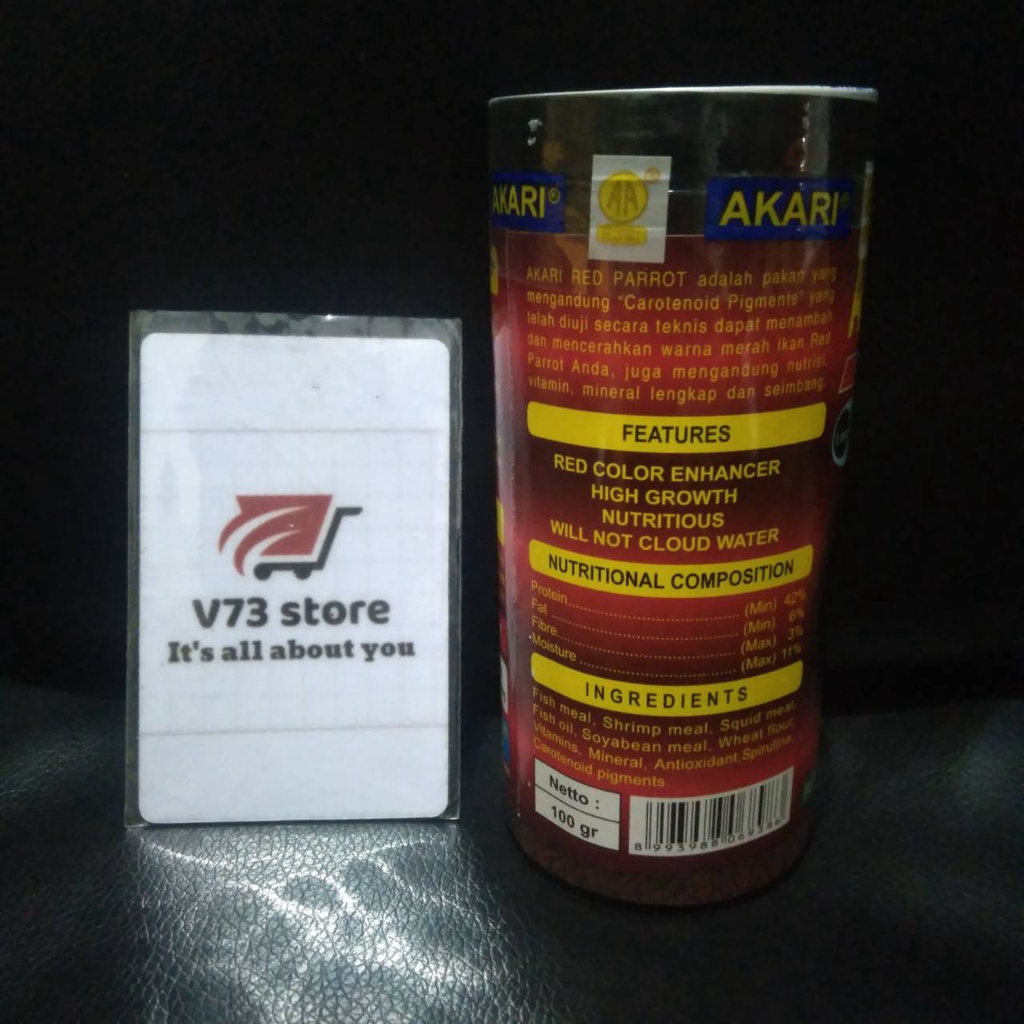 V73 store
It's all about you
AKARI®
AA
AKARI®
AKARI RED PARROT adalah pakan yang
mengandung "Carotenoid Pigments" yang
telah diuji secara teknis dapat menambah
dan mencerahkan warna merah ikan Red
Parrot Anda, juga mengandung nutrisi,
vitamin, mineral lengkap dan seimbang.
FEATURES
RED COLOR ENHANCER
HIGH GROWTH
NUTRITIOUS
WILL NOT CLOUD WATER
NUTRITIONAL COMPOSITION
Protein.......................... (Min) 42%
Fat.......................... (Min) 6%
Fibre.......................... (Max) 3%
Moisture.......................... (Max) 11%
INGREDIENTS
Fish meal, Shrimp meal, Squid meal,
Fish oil, Soyabean meal, Wheat flour,
Vitamins, Mineral, Antioxidant,Spirulina,
Carotenoid pigments.
Netto :
100 gr
8 993988 069386